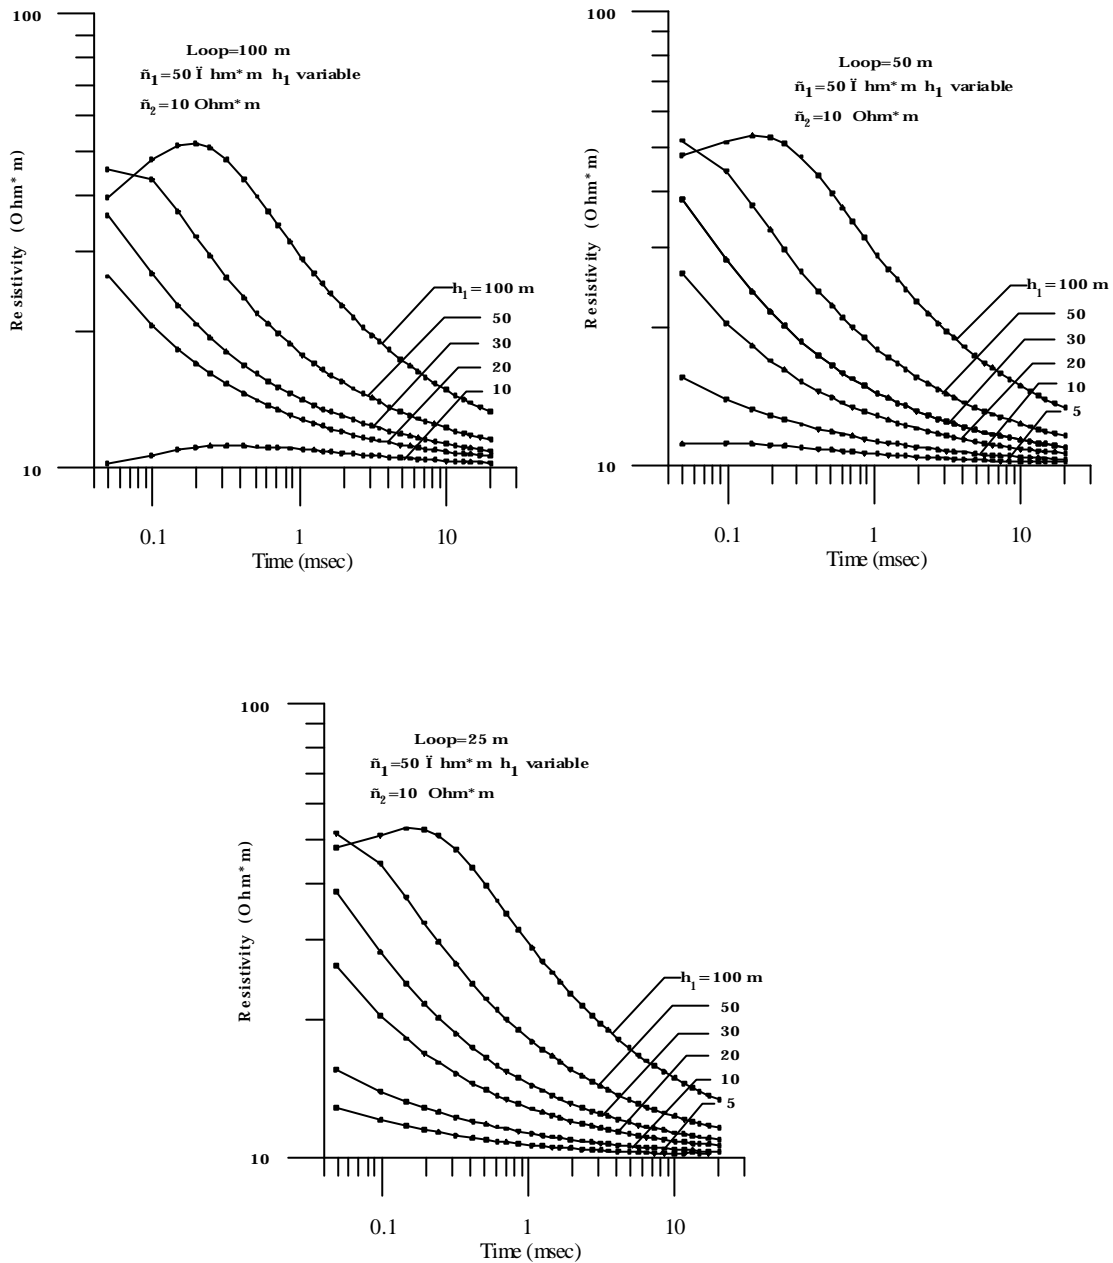 100
Loop=100 m
ñ1=50 Ï hm*m h1 variable
ñ2=10 Ohm*m
Resistivity (Ohm*m)
h1=100 m
50
30
20
10
10
0.1 1 10
Time (msec)
100
Loop=50 m
ñ1=50 Ï hm*m h1 variable
ñ2=10 Ohm*m
Resistivity (Ohm*m)
h1=100 m
50
30
20
10
5
10
0.1 1 10
Time (msec)
100
Loop=25 m
ñ1=50 Ï hm*m h1 variable
ñ2=10 Ohm*m
Resistivity (Ohm*m)
h1=100 m
50
30
20
10
5
10
0.1 1 10
Time (msec)